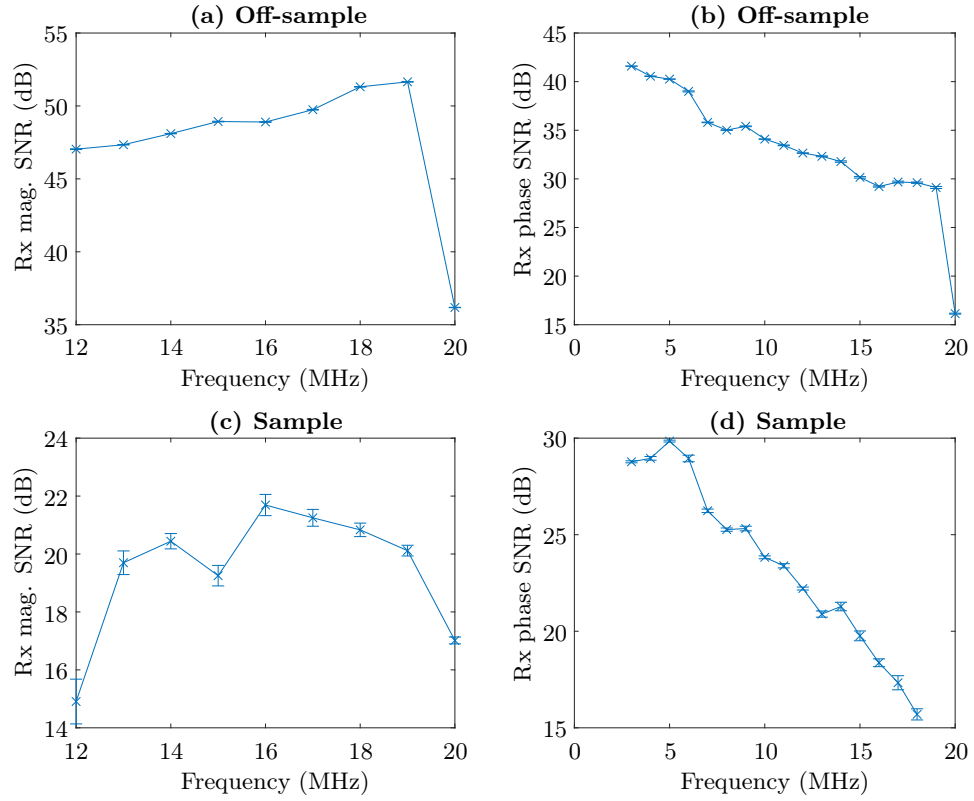 (a) Off-sample
Rx mag. SNR (dB)
55
50
45
40
35
12 14 16 18 20
Frequency (MHz)
(b) Off-sample
Rx phase SNR (dB)
45
40
35
30
25
20
15
0 5 10 15 20
Frequency (MHz)
(c) Sample
Rx mag. SNR (dB)
24
22
20
18
16
14
12 14 16 18 20
Frequency (MHz)
(d) Sample
Rx phase SNR (dB)
30
25
20
15
0 5 10 15 20
Frequency (MHz)